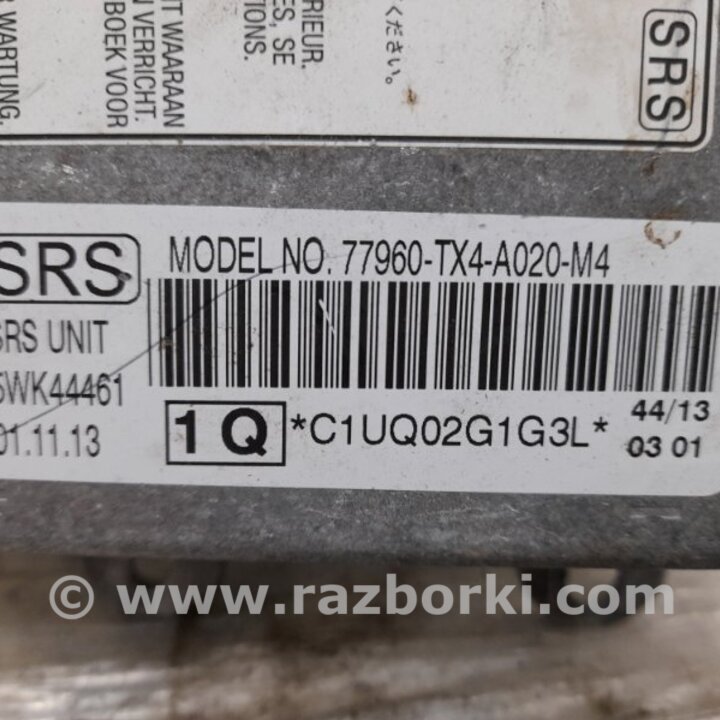 RIEUR.
ES, SE
TIONS.
ください。
T WAARAAN
N VERRICHT.
BOEK VOOR
R WARTUNG,
SRS
SRS
MODEL NO. 77960-TX4-A020-M4
SRS UNIT
5WK44461
01.11.13
1 Q
*C1UQ02G1G3L*
44/13
03 01
© www.razborki.com